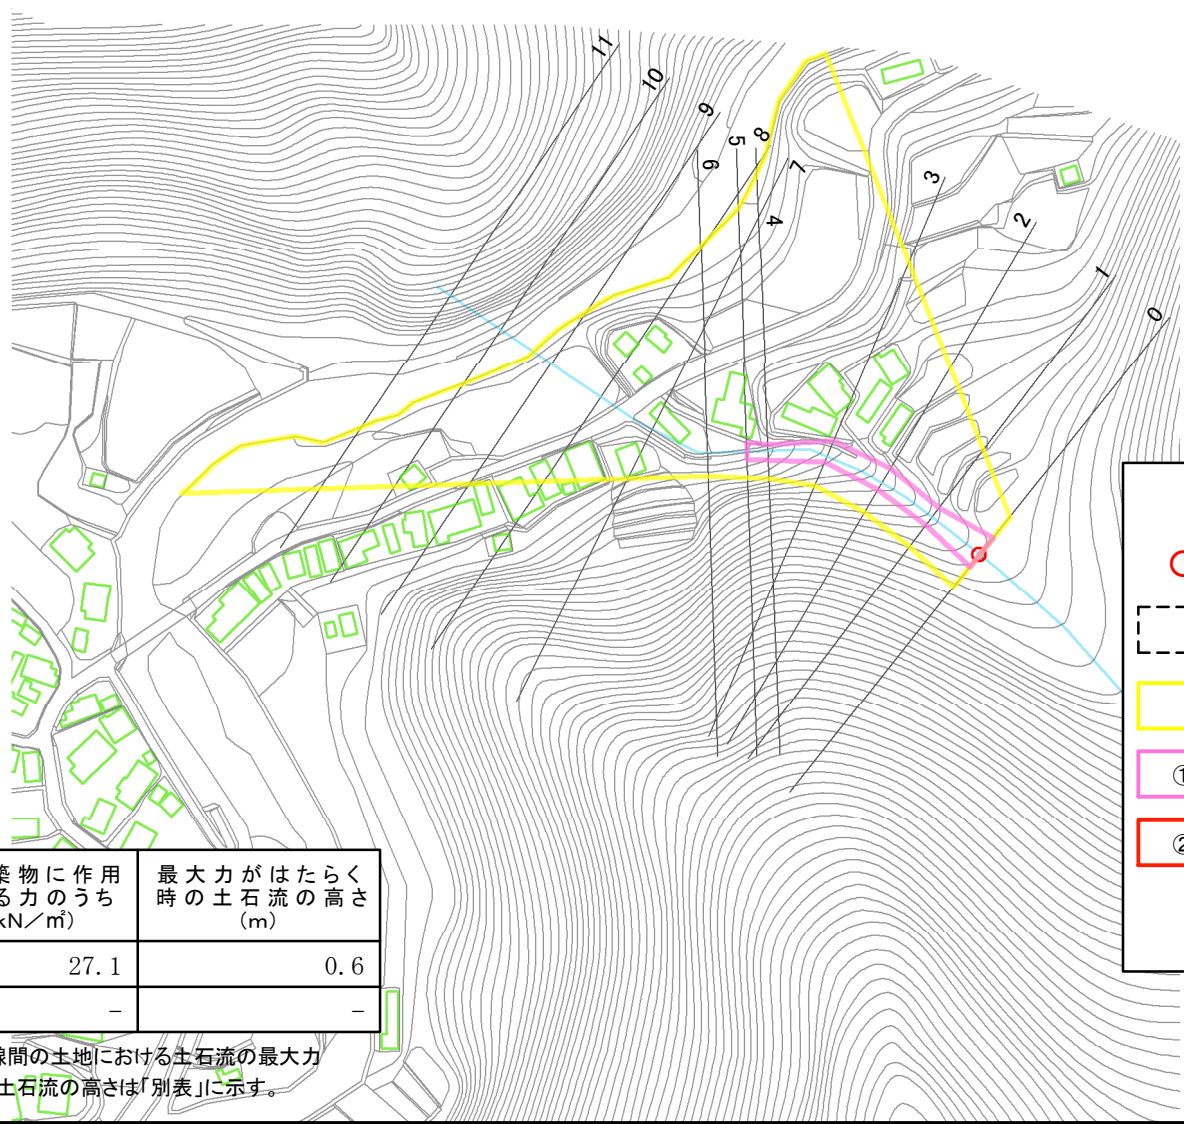 11
10
9
8
5
6
7
4
3
2
1
0
①
②
築物に作用
る力のうち
kN／㎡)
最大力がはたらく
時の土石流の高さ
(m)
27.1
0.6
－
－
線間の土地における土石流の最大力
土石流の高さは「別表」に示す。